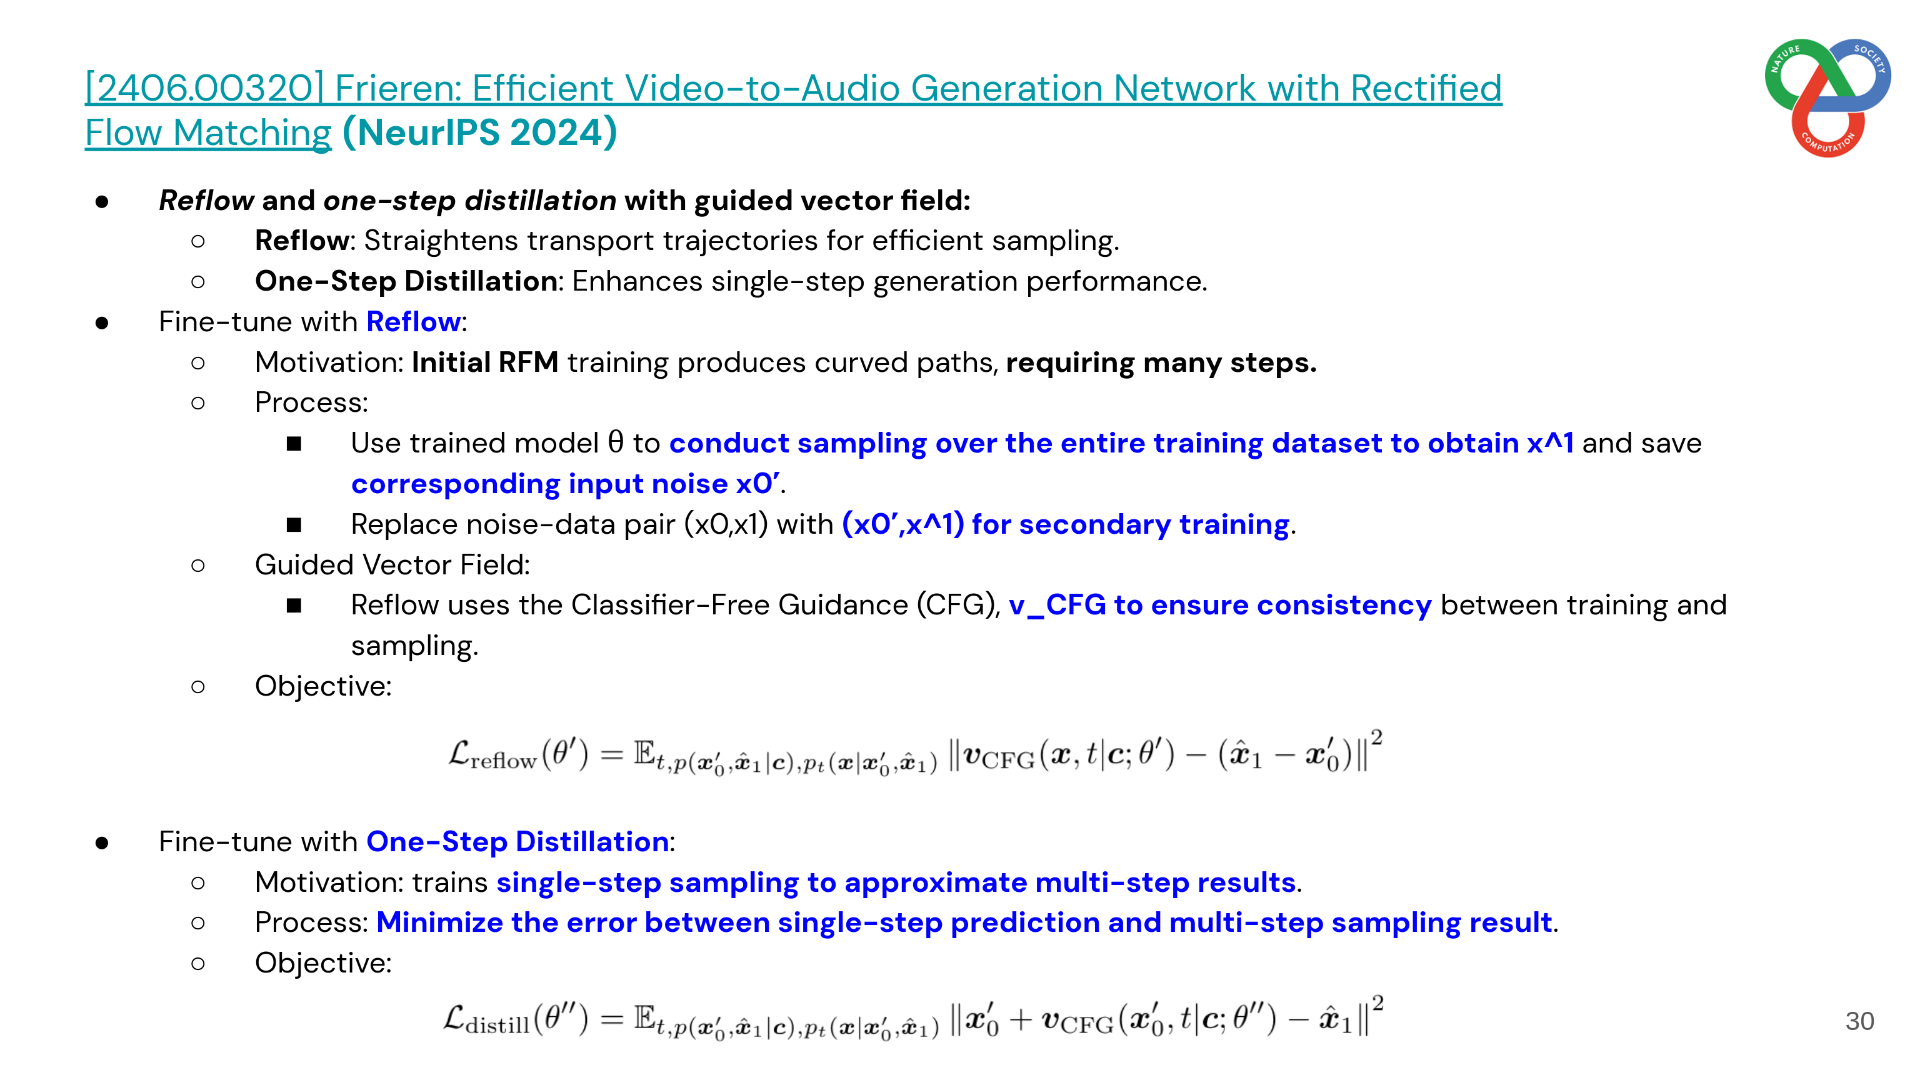 [2406.00320] Frieren: Efficient Video-to-Audio Generation Network with Rectified
Flow Matching (NeurIPS 2024)
NATURE
SOCIETY
COMPUTATION
● Reflow and one-step distillation with guided vector field:
○ Reflow: Straightens transport trajectories for efficient sampling.
○ One-Step Distillation: Enhances single-step generation performance.
● Fine-tune with Reflow:
○ Motivation: Initial RFM training produces curved paths, requiring many steps.
○ Process:
■ Use trained model θ to conduct sampling over the entire training dataset to obtain x^1 and save
corresponding input noise x0’.
■ Replace noise-data pair (x0,x1) with (x0’,x^1) for secondary training.
○ Guided Vector Field:
■ Reflow uses the Classifier-Free Guidance (CFG), v_CFG to ensure consistency between training and
sampling.
○ Objective:
$\mathcal{L}_{\text{reflow}}(\theta') = \mathbb{E}_{t,p(\boldsymbol{x}_0',\hat{\boldsymbol{x}}_1|\boldsymbol{c}),p_t(\boldsymbol{x}|\boldsymbol{x}_0',\hat{\boldsymbol{x}}_1)} \|\boldsymbol{v}_{\text{CFG}}(\boldsymbol{x},t|\boldsymbol{c};\theta') - (\hat{\boldsymbol{x}}_1 - \boldsymbol{x}_0')\|^2$
● Fine-tune with One-Step Distillation:
○ Motivation: trains single-step sampling to approximate multi-step results.
○ Process: Minimize the error between single-step prediction and multi-step sampling result.
○ Objective:
$\mathcal{L}_{\text{distill}}(\theta'') = \mathbb{E}_{t,p(\boldsymbol{x}_0',\hat{\boldsymbol{x}}_1|\boldsymbol{c}),p_t(\boldsymbol{x}|\boldsymbol{x}_0',\hat{\boldsymbol{x}}_1)} \|\boldsymbol{x}_0' + \boldsymbol{v}_{\text{CFG}}(\boldsymbol{x}_0',t|\boldsymbol{c};\theta'') - \hat{\boldsymbol{x}}_1\|^2$
30